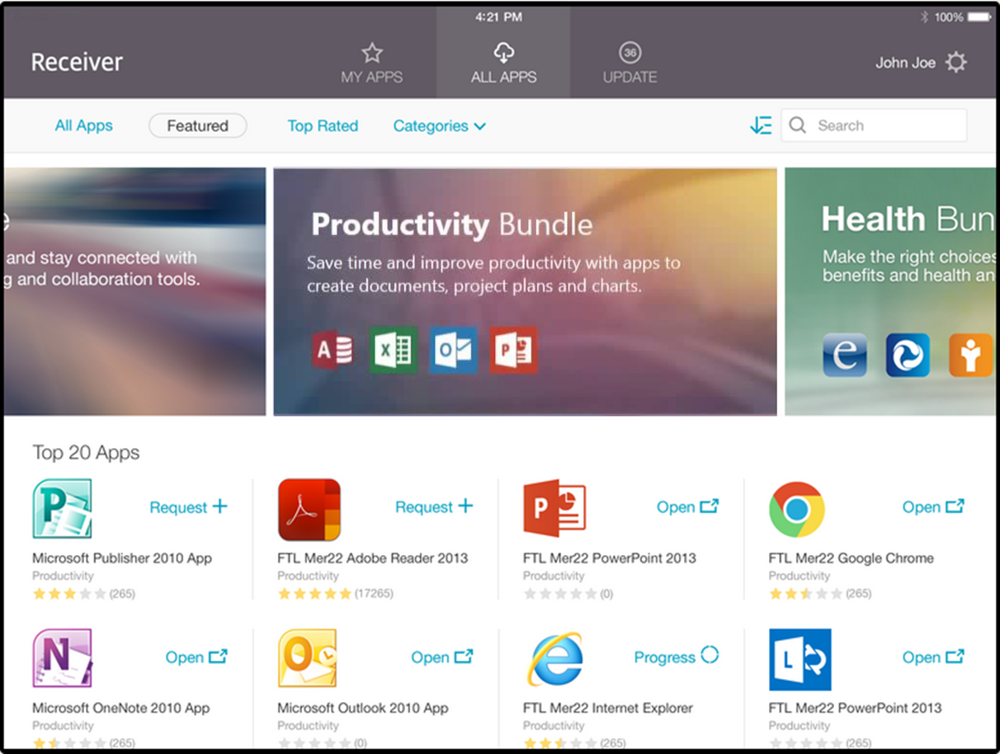 4:21 PM
100%
Receiver
MY APPS
ALL APPS
36
UPDATE
John Joe
All Apps
Featured
Top Rated
Categories
Search
e
and stay connected with
g and collaboration tools.
Productivity Bundle
Save time and improve productivity with apps to
create documents, project plans and charts.
Health Bun
Make the right choices
benefits and health an
Top 20 Apps
Request
Request
Open
Open
Microsoft Publisher 2010 App
FTL Mer22 Adobe Reader 2013
FTL Mer22 PowerPoint 2013
FTL Mer22 Google Chrome
Productivity
Productivity
Productivity
Productivity
(265)
(17265)
(0)
(265)
Open
Open
Progress
Open
Microsoft OneNote 2010 App
Microsoft Outlook 2010 App
FTL Mer22 Internet Explorer
FTL Mer22 PowerPoint 2013
Productivity
Productivity
Productivity
Productivity
(265)
(0)
(265)
(265)